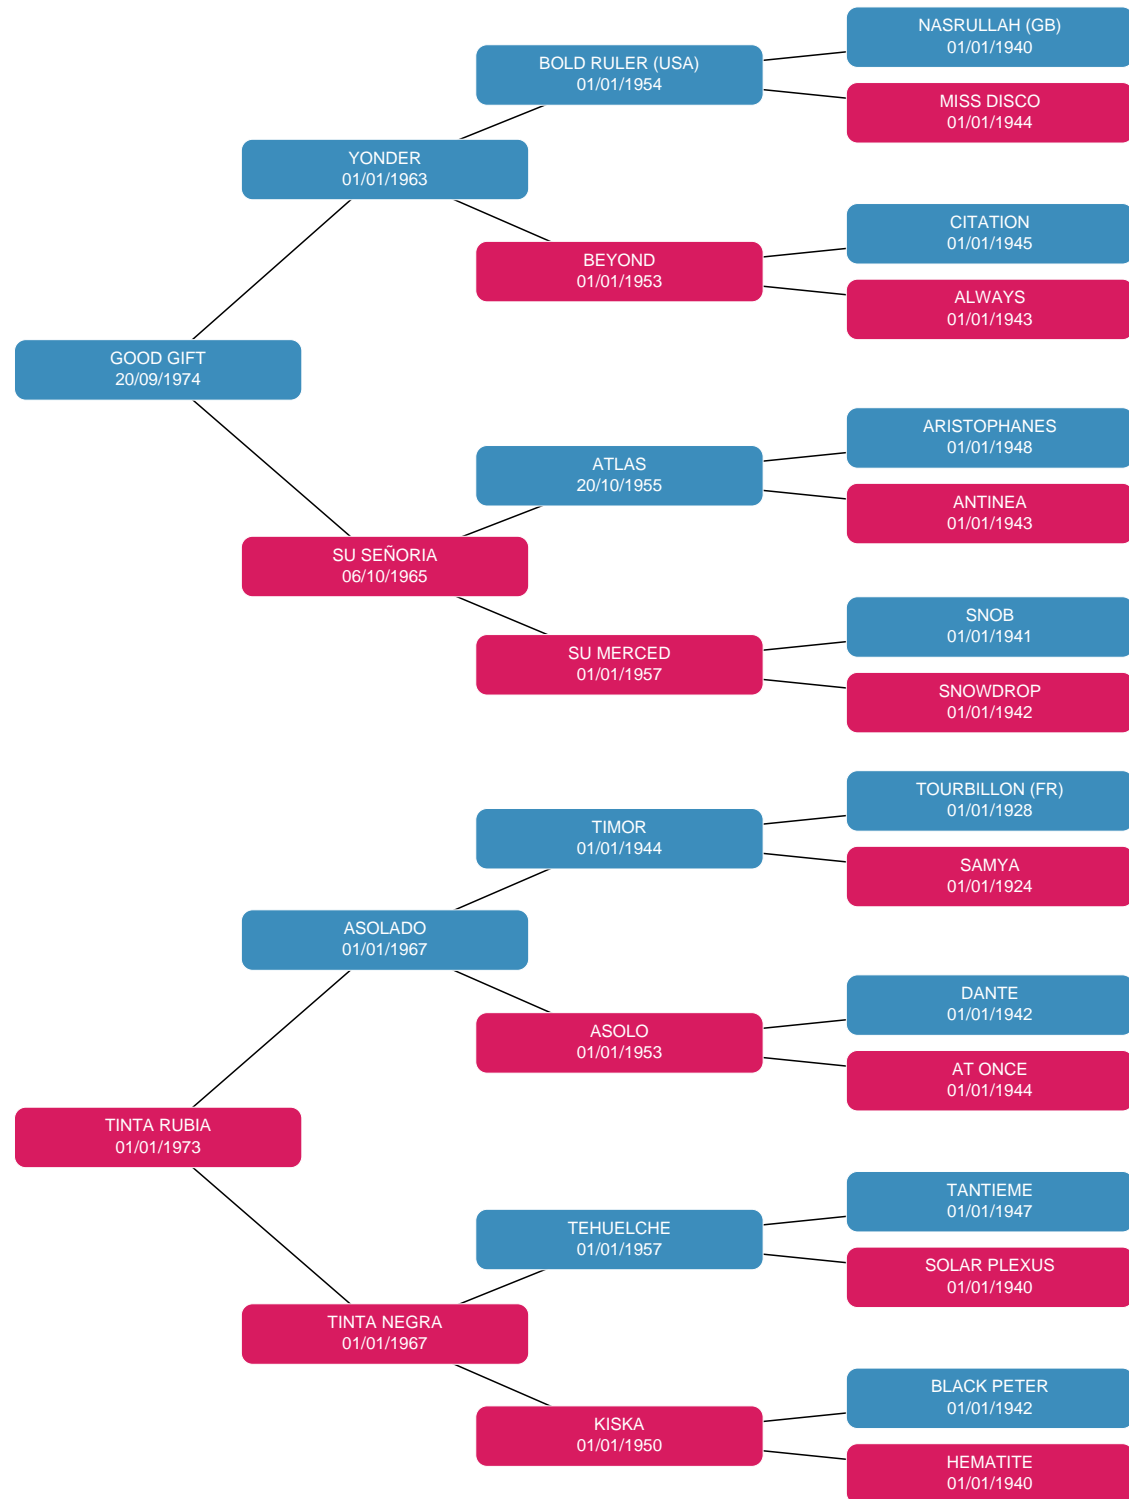 NASRULLAH (GB)
01/01/1940
BOLD RULER (USA)
01/01/1954
MISS DISCO
01/01/1944
YONDER
01/01/1963
CITATION
01/01/1945
BEYOND
01/01/1953
ALWAYS
01/01/1943
GOOD GIFT
20/09/1974
ARISTOPHANES
01/01/1948
ATLAS
20/10/1955
ANTINEA
01/01/1943
SU SEÑORIA
06/10/1965
SNOB
01/01/1941
SU MERCED
01/01/1957
SNOWDROP
01/01/1942
TOURBILLON (FR)
01/01/1928
TIMOR
01/01/1944
SAMYA
01/01/1924
ASOLADO
01/01/1967
DANTE
01/01/1942
ASOLO
01/01/1953
AT ONCE
01/01/1944
TINTA RUBIA
01/01/1973
TANTIEME
01/01/1947
TEHUELCHE
01/01/1957
SOLAR PLEXUS
01/01/1940
TINTA NEGRA
01/01/1967
BLACK PETER
01/01/1942
KISKA
01/01/1950
HEMATITE
01/01/1940